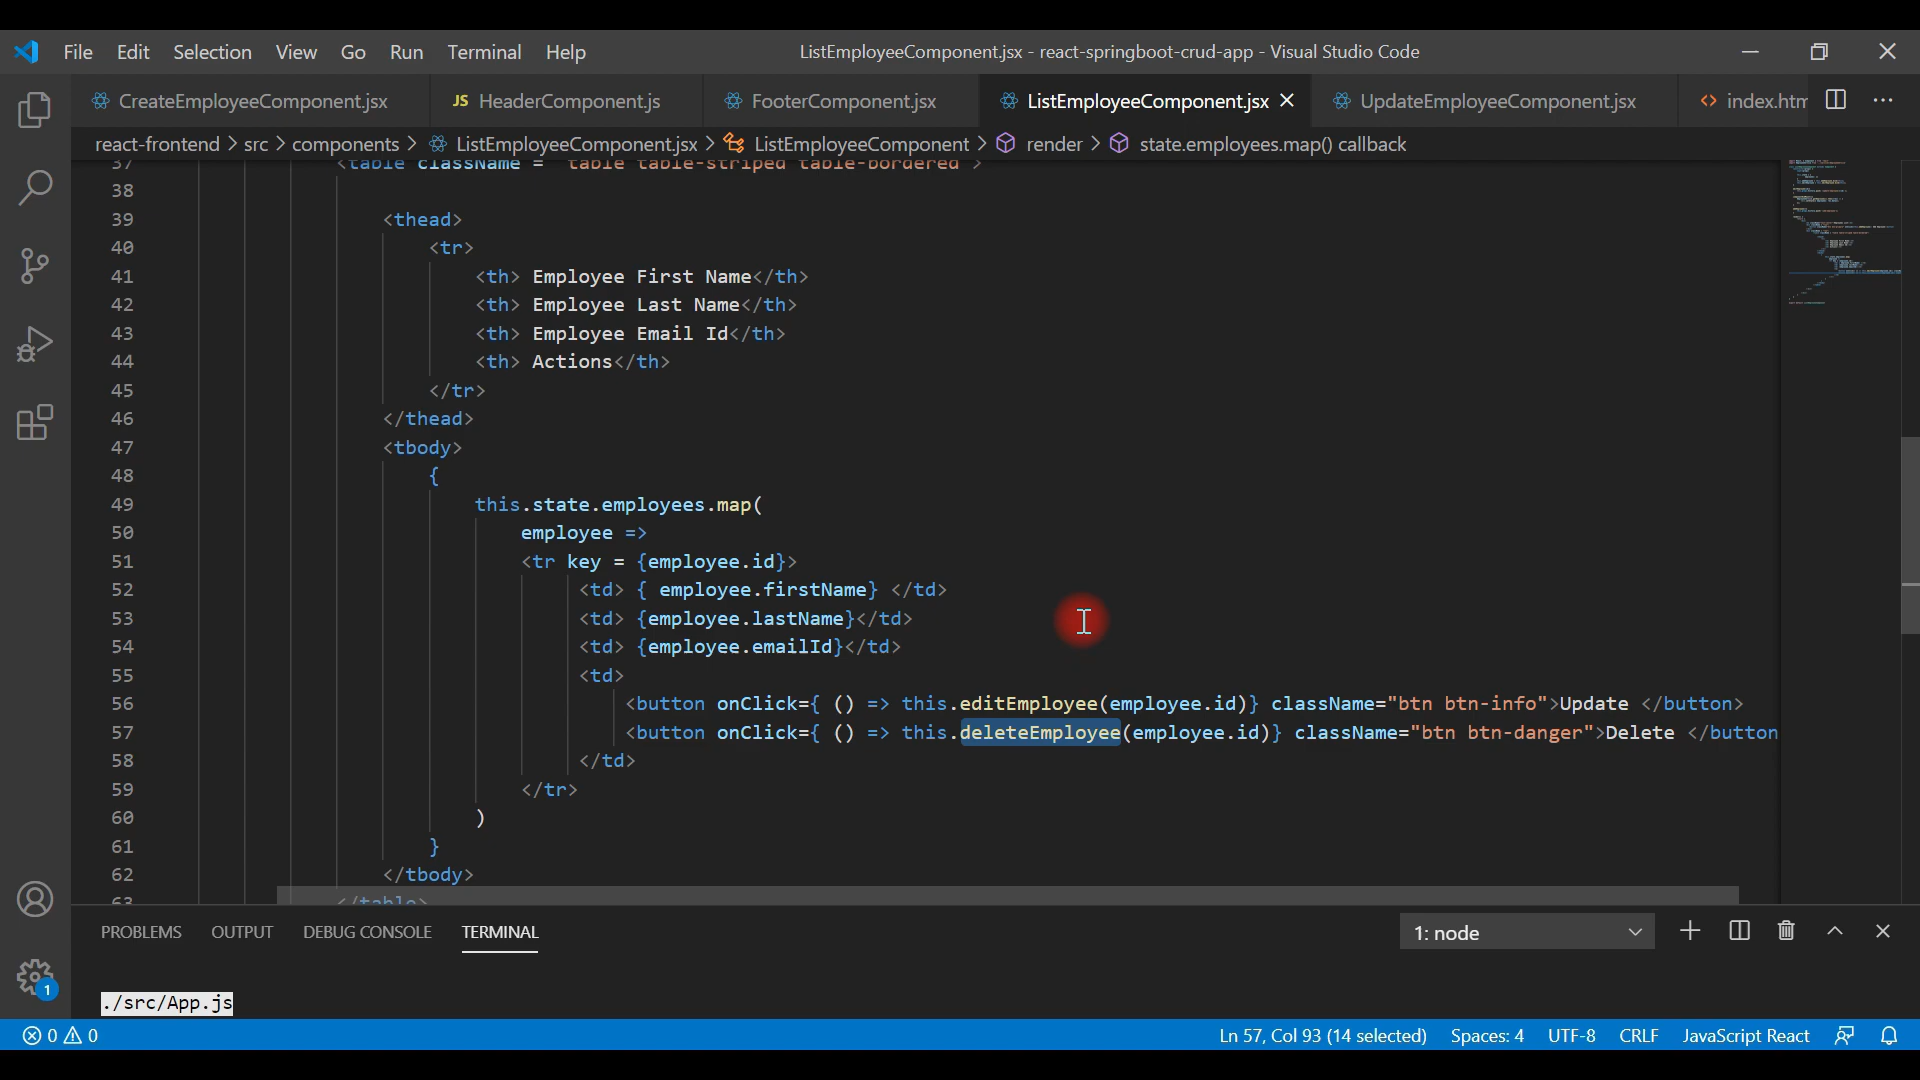 File Edit Selection View Go Run Terminal Help ListEmployeeComponent.jsx - react-springboot-crud-app - Visual Studio Code
CreateEmployeeComponent.jsx JS HeaderComponent.js FooterComponent.jsx ListEmployeeComponent.jsx UpdateEmployeeComponent.jsx <> index.htm
react-frontend > src > components > ListEmployeeComponent.jsx > ListEmployeeComponent > render > state.employees.map() callback
37 <table className = "table table-striped table-bordered">
38
39 <thead>
40 <tr>
41 <th> Employee First Name</th>
42 <th> Employee Last Name</th>
43 <th> Employee Email Id</th>
44 <th> Actions</th>
45 </tr>
46 </thead>
47 <tbody>
48 {
49 this.state.employees.map(
50 employee =>
51 <tr key = {employee.id}>
52 <td> { employee.firstName} </td>
53 <td> {employee.lastName}</td>
54 <td> {employee.emailId}</td>
55 <td>
56 <button onClick={ () => this.editEmployee(employee.id)} className="btn btn-info">Update </button>
57 <button onClick={ () => this.deleteEmployee(employee.id)} className="btn btn-danger">Delete </button
58 </td>
59 </tr>
60 )
61 }
62 </tbody>
63 </table>
PROBLEMS OUTPUT DEBUG CONSOLE TERMINAL 1: node
./src/App.js
1
0 0 Ln 57, Col 93 (14 selected) Spaces: 4 UTF-8 CRLF JavaScript React